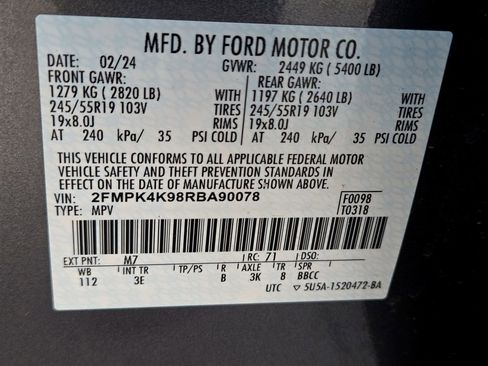 MFD. BY FORD MOTOR CO.
DATE: 02/24 GVWR: 2449 KG ( 5400 LB)
FRONT GAWR: REAR GAWR:
1279 KG ( 2820 LB) WITH 1197 KG ( 2640 LB) WITH
245/55R19 103V TIRES 245/55R19 103V TIRES
19x8.0J RIMS 19x8.0J RIMS
AT 240 kPa/ 35 PSI COLD AT 240 kPa/ 35 PSI COLD
THIS VEHICLE CONFORMS TO ALL APPLICABLE FEDERAL MOTOR
VEHICLE SAFETY AND THEFT PREVENTION STANDARDS IN
EFFECT ON THE DATE OF MANUFACTURE SHOWN ABOVE.
VIN: 2FMPK4K98RBA90078 F0098
TYPE: MPV T0318
EXT PNT: M7 RC: 71 DSO:
WB INT TR TP/PS R AXLE TR SPR
112 3E B 3K 8 BBCC
UTC 5U5A-1520472-BA